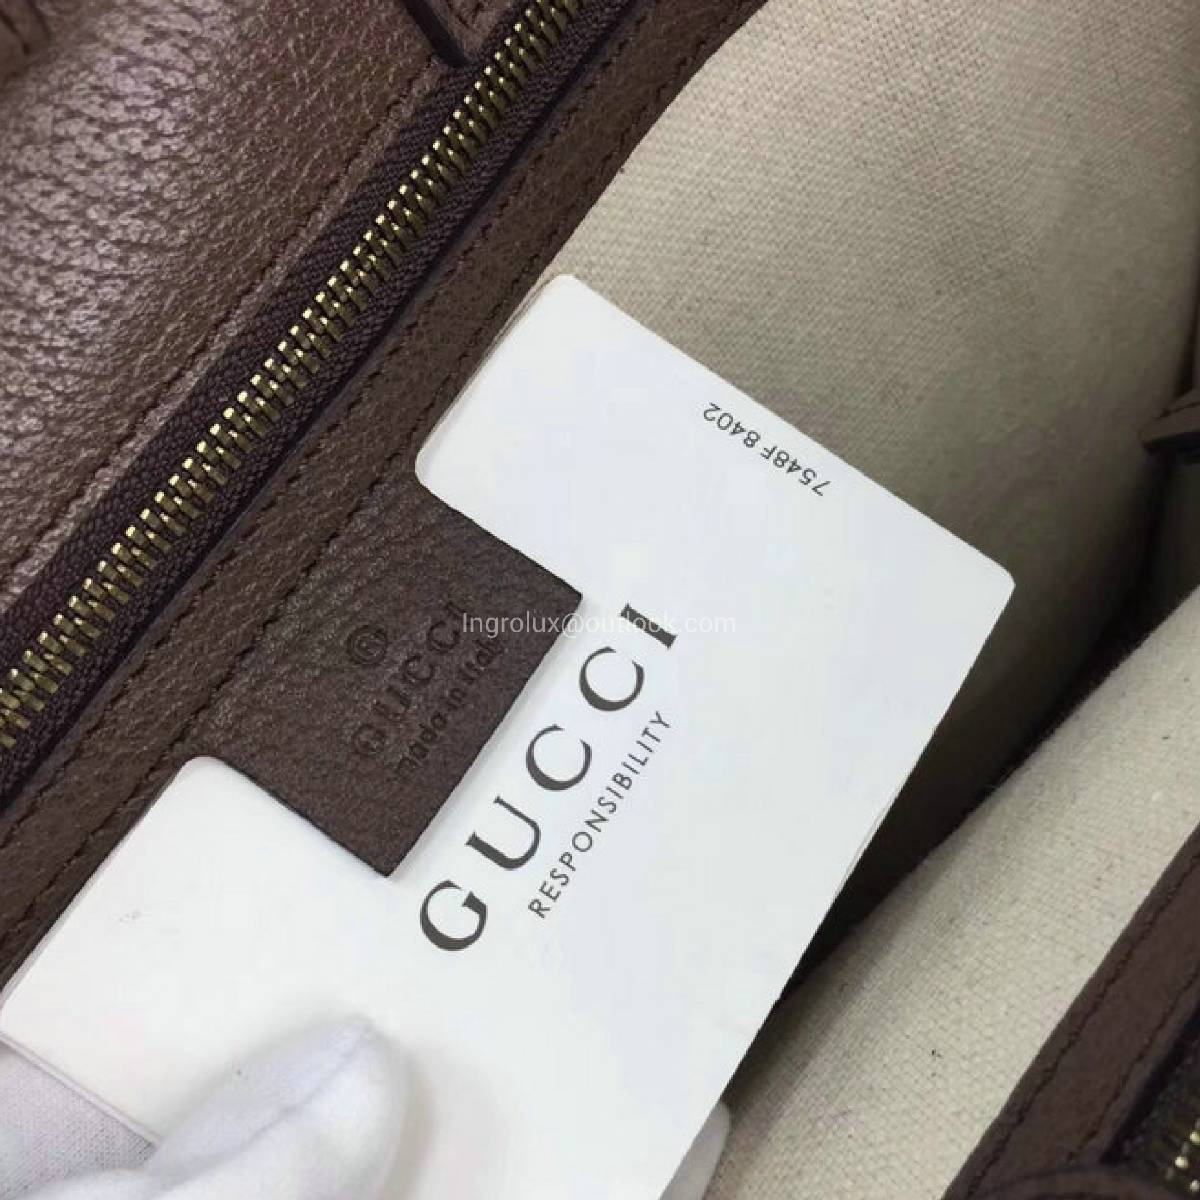 7548F 8402
Ingrolux@outlook.com
®
GUCCI
made in italy
GUCCI
RESPONSIBILITY